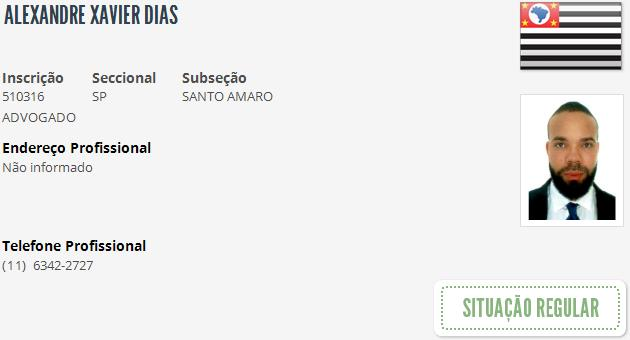 ALEXANDRE XAVIER DIAS
Inscrição Seccional Subseção
510316 SP SANTO AMARO
ADVOGADO
Endereço Profissional
Não informado
Telefone Profissional
(11) 6342-2727
SITUAÇÃO REGULAR